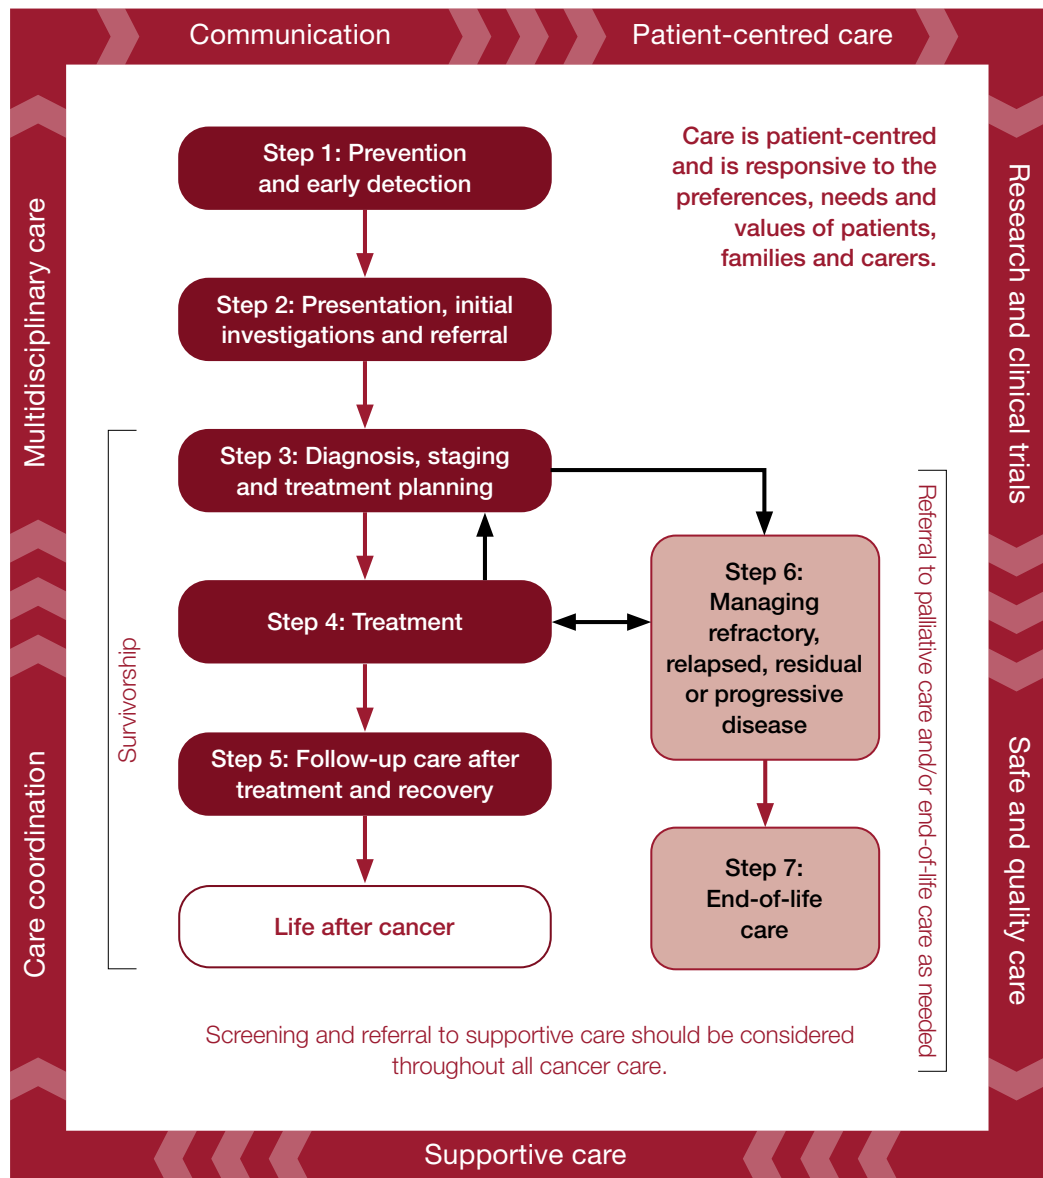 Communication
Patient-centred care
Multidisciplinary care
Care coordination
Research and clinical trials
Safe and quality care
Supportive care
Care is patient-centred
and is responsive to the
preferences, needs and
values of patients,
families and carers.
Step 1: Prevention
and early detection
Step 2: Presentation, initial
investigations and referral
Step 3: Diagnosis, staging
and treatment planning
Step 4: Treatment
Step 5: Follow-up care after
treatment and recovery
Life after cancer
Survivorship
Step 6:
Managing
refractory,
relapsed, residual
or progressive
disease
Step 7:
End-of-life
care
Referral to palliative care and/or end-of-life care as needed
Screening and referral to supportive care should be considered
throughout all cancer care.